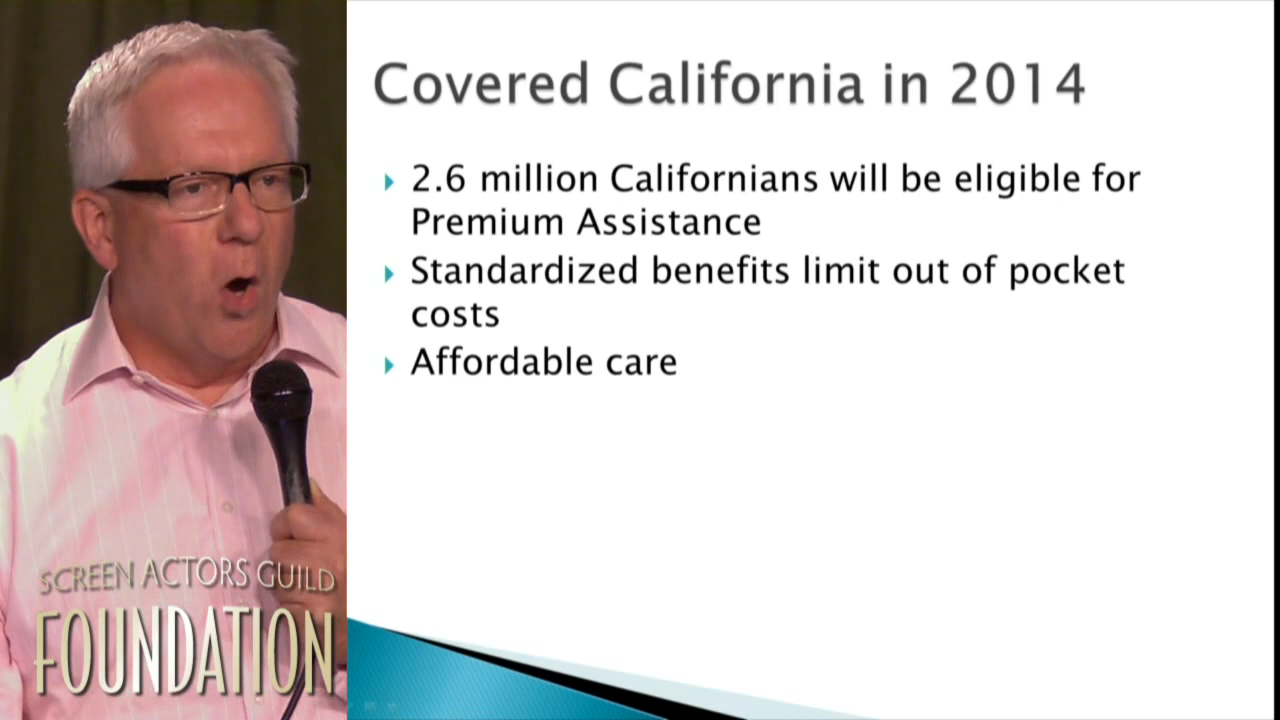 Covered California in 2014
2.6 million Californians will be eligible for
Premium Assistance
Standardized benefits limit out of pocket
costs
Affordable care
SCREEN ACTORS GUILD
FOUNDATION